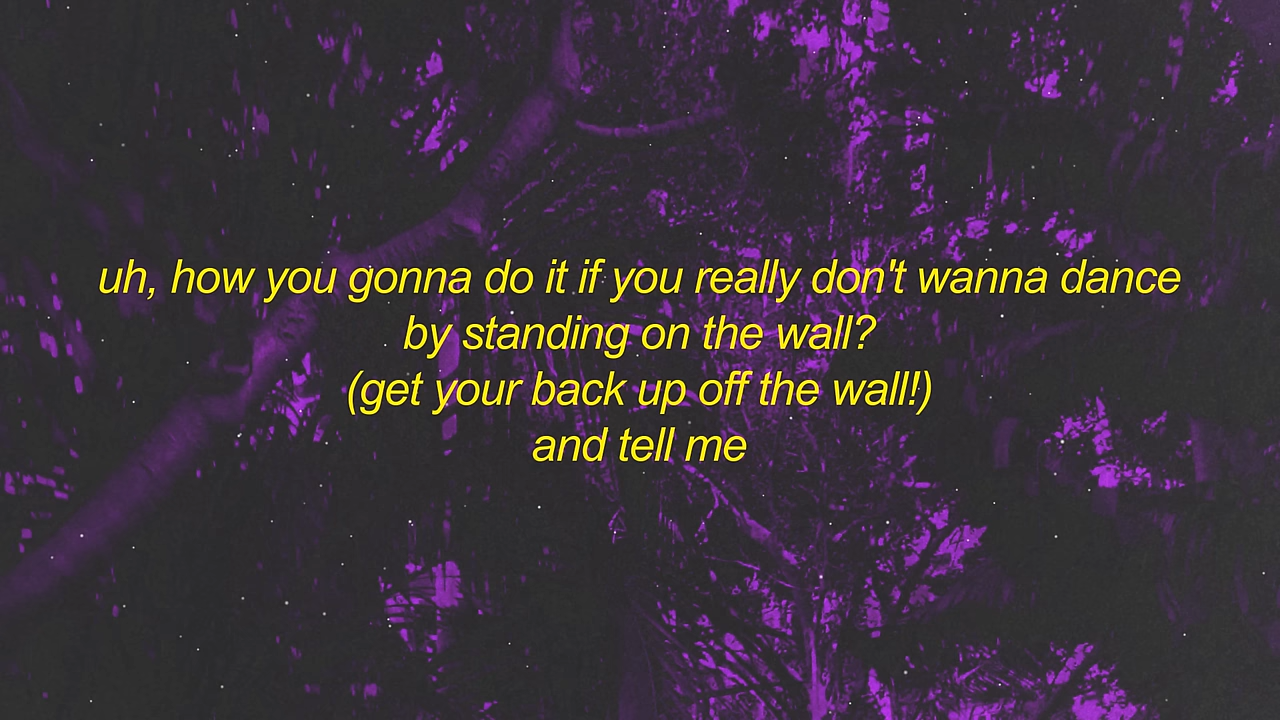 uh, how you gonna do it if you really don't wanna dance
by standing on the wall?
(get your back up off the wall!)
and tell me